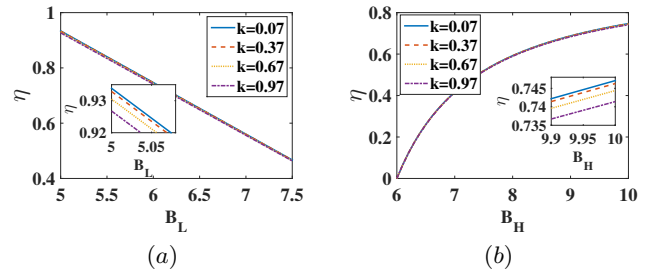 1
0.8
0.6
0.4
η
k=0.07
k=0.37
k=0.67
k=0.97
0.93
0.92
η
5
5.05
B_L
5
5.5
6
6.5
7
7.5
B_L
(a)
0.8
0.6
0.4
0.2
0
η
k=0.07
k=0.37
k=0.67
k=0.97
0.745
0.74
0.735
η
9.9
9.95
10
B_H
6
7
8
9
10
B_H
(b)